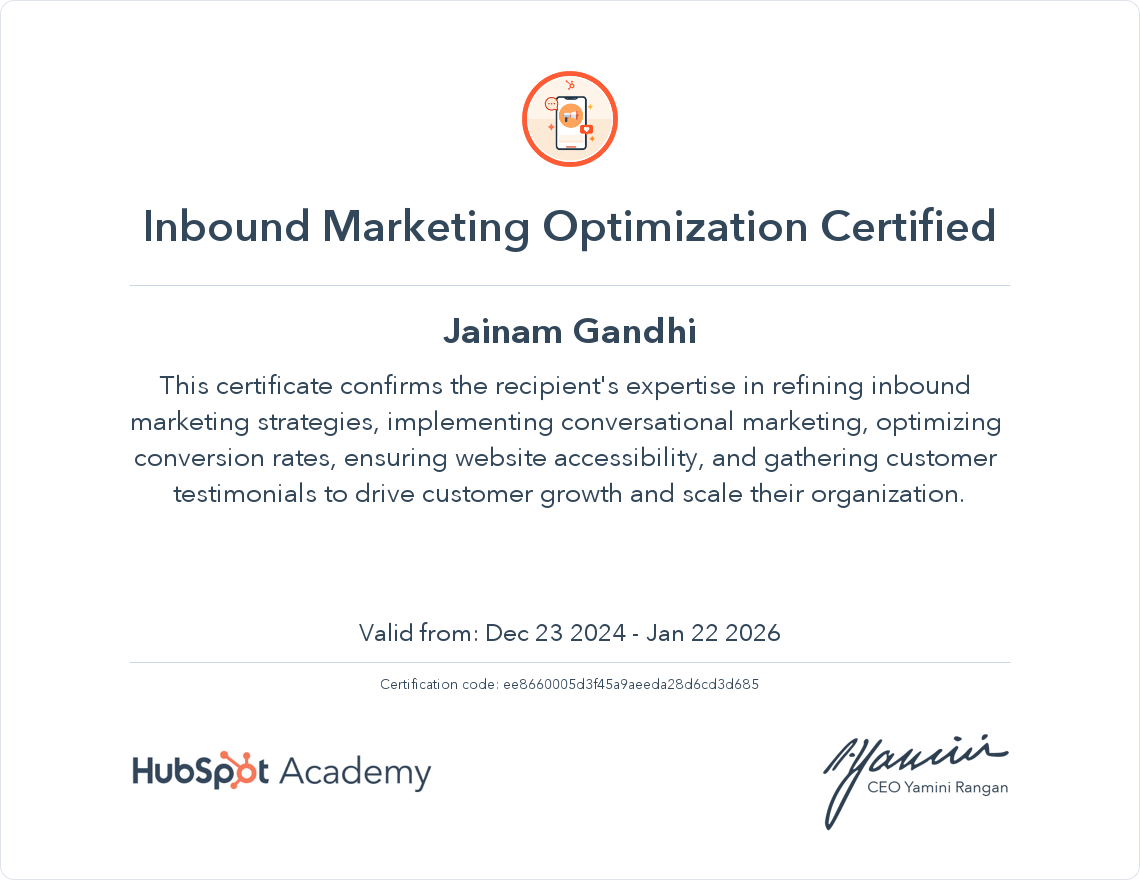 Inbound Marketing Optimization Certified
Jainam Gandhi
This certificate confirms the recipient's expertise in refining inbound
marketing strategies, implementing conversational marketing, optimizing
conversion rates, ensuring website accessibility, and gathering customer
testimonials to drive customer growth and scale their organization.
Valid from: Dec 23 2024 - Jan 22 2026
Certification code: ee8660005d3f45a9aeeda28d6cd3d685
HubSpot Academy
CEO Yamini Rangan